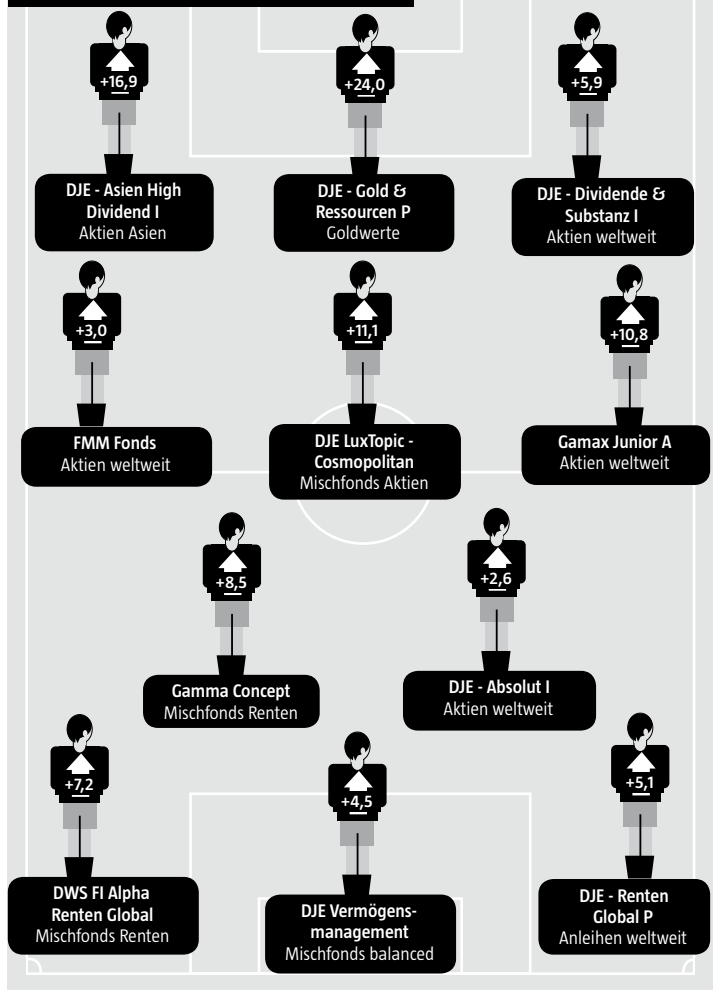 +16,9
DJE - Asien High
Dividend I
Aktien Asien
+24,0
DJE - Gold &
Ressourcen P
Goldwerte
+5,9
DJE - Dividende &
Substanz I
Aktien weltweit
+3,0
FMM Fonds
Aktien weltweit
+11,1
DJE LuxTopic -
Cosmopolitan
Mischfonds Aktien
+10,8
Gamax Junior A
Aktien weltweit
+8,5
Gamma Concept
Mischfonds Renten
+2,6
DJE - Absolut I
Aktien weltweit
+7,2
DWS FI Alpha
Renten Global
Mischfonds Renten
+4,5
DJE Vermögens-
management
Mischfonds balanced
+5,1
DJE - Renten
Global P
Anleihen weltweit